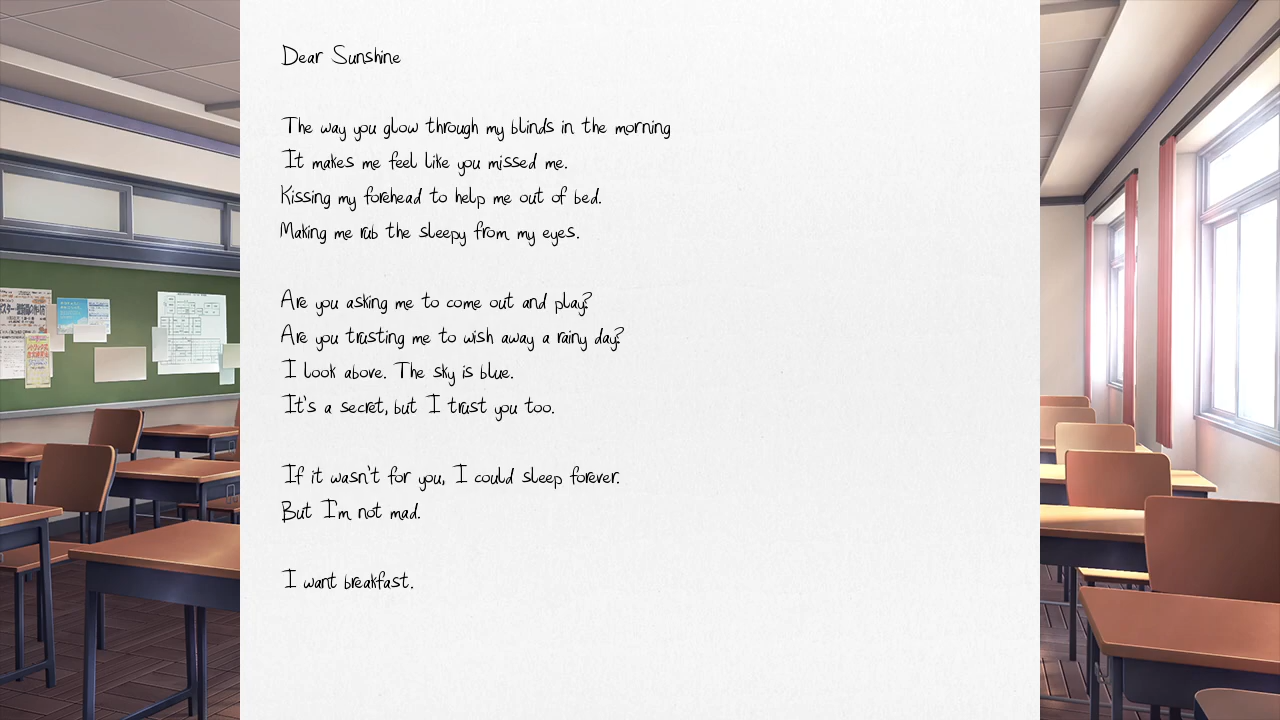 Dear Sunshine
The way you glow through my blinds in the morning
It makes me feel like you missed me.
Kissing my forehead to help me out of bed.
Making me rub the sleepy from my eyes.
Are you asking me to come out and play?
Are you trusting me to wish away a rainy day?
I look above. The sky is blue.
It's a secret, but I trust you too.
If it wasn't for you, I could sleep forever.
But I'm not mad.
I want breakfast.